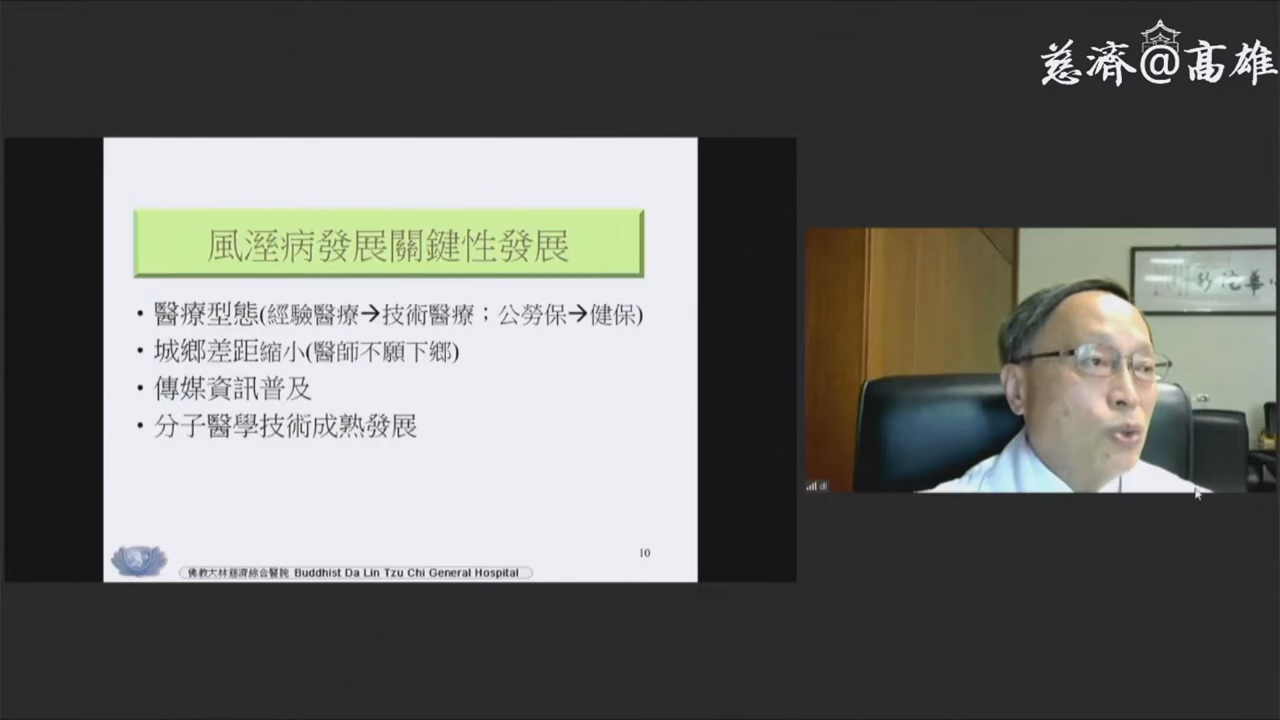 慈濟@高雄
風溼病發展關鍵性發展
• 醫療型態(經驗醫療→技術醫療；公勞保→健保)
• 城鄉差距縮小(醫師不願下鄉)
• 傳媒資訊普及
• 分子醫學技術成熟發展
10
佛教大林慈濟綜合醫院 Buddhist Da Lin Tzu Chi General Hospital